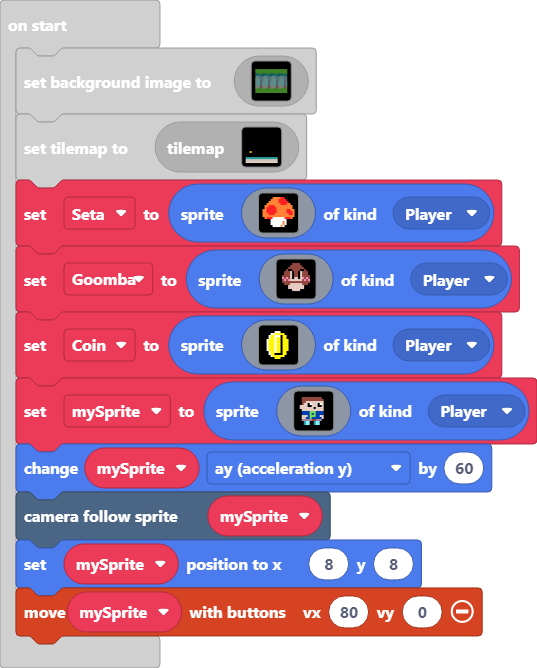 on start
set background image to
set tilemap to tilemap
set Seta to sprite of kind Player
set Goomba to sprite of kind Player
set Coin to sprite of kind Player
set mySprite to sprite of kind Player
change mySprite ay (acceleration y) by 60
camera follow sprite mySprite
set mySprite position to x 8 y 8
move mySprite with buttons vx 80 vy 0